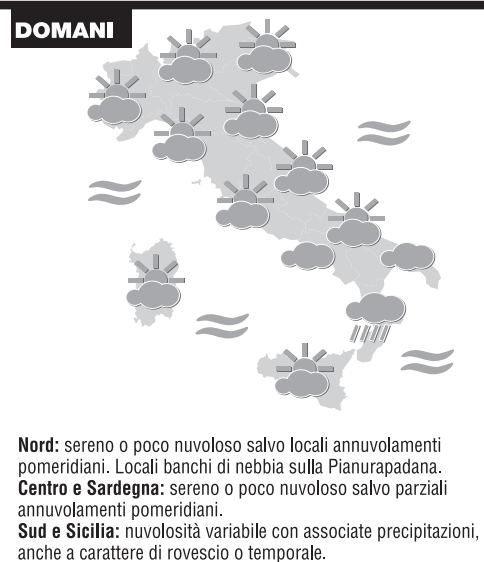 DOMANI
Nord: sereno o poco nuvoloso salvo locali annuvolamenti
pomeridiani. Locali banchi di nebbia sulla Pianurapadana.
Centro e Sardegna: sereno o poco nuvoloso salvo parziali
annuvolamenti pomeridiani.
Sud e Sicilia: nuvolosità variabile con associate precipitazioni,
anche a carattere di rovescio o temporale.